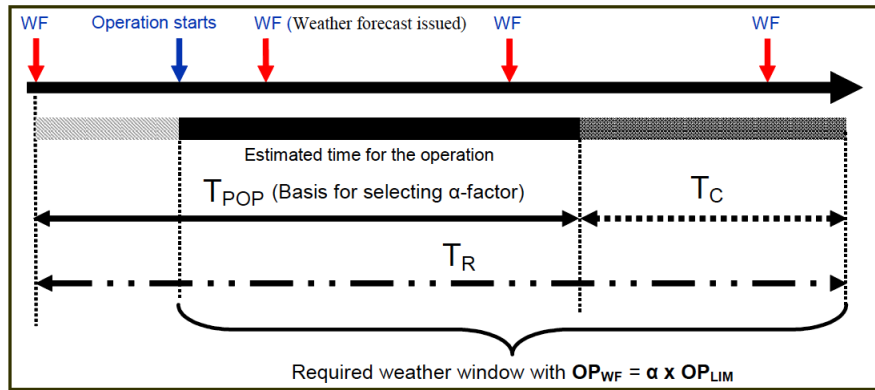 WF Operation starts WF (Weather forecast issued) WF WF
Estimated time for the operation
TPOP (Basis for selecting α-factor) TC
TR
Required weather window with OPWF = α x OPLIM